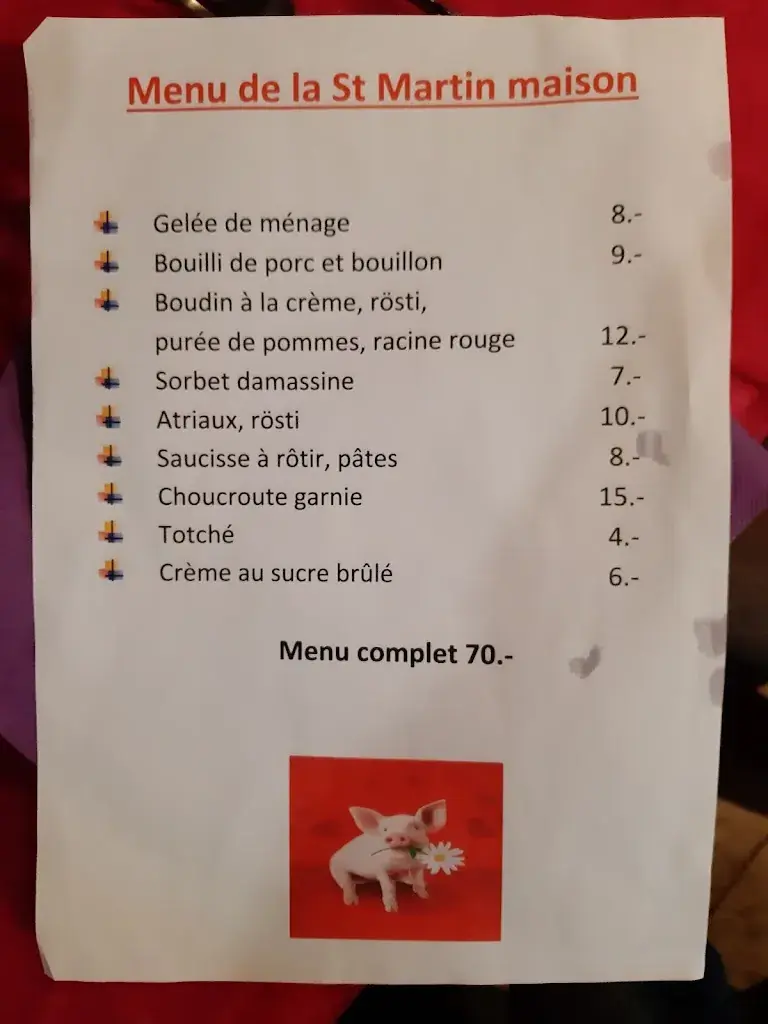 Menu de la St Martin maison
Gelée de ménage 8.-
Bouilli de porc et bouillon 9.-
Boudin à la crème, rösti,
purée de pommes, racine rouge 12.-
Sorbet damassine 7.-
Atriaux, rösti 10.-
Saucisse à rôtir, pâtes 8.-
Choucroute garnie 15.-
Totché 4.-
Crème au sucre brûlé 6.-
Menu complet 70.-